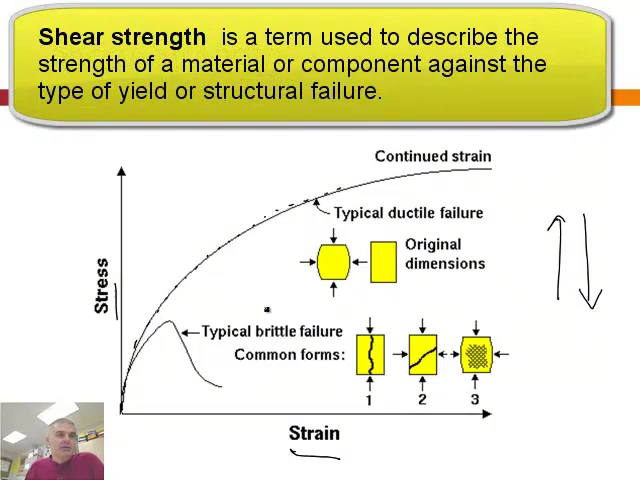 Shear strength is a term used to describe the
strength of a material or component against the
type of yield or structural failure.
Continued strain
Typical ductile failure
Original
dimensions
Stress
Typical brittle failure
Common forms:
1 2 3
Strain